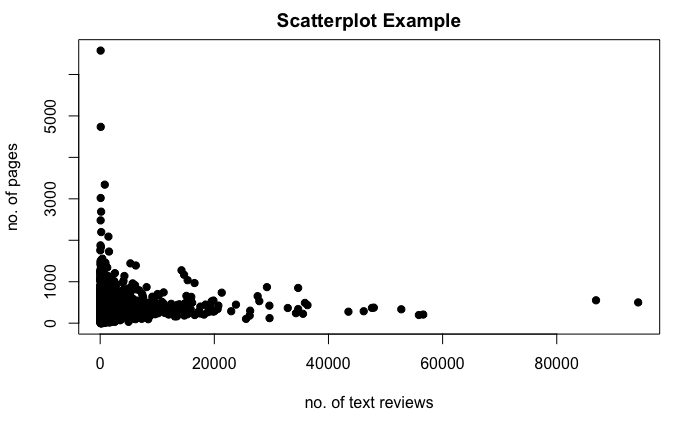 Scatterplot Example
no. of pages
5000
3000
1000
0
0 20000 40000 60000 80000
no. of text reviews